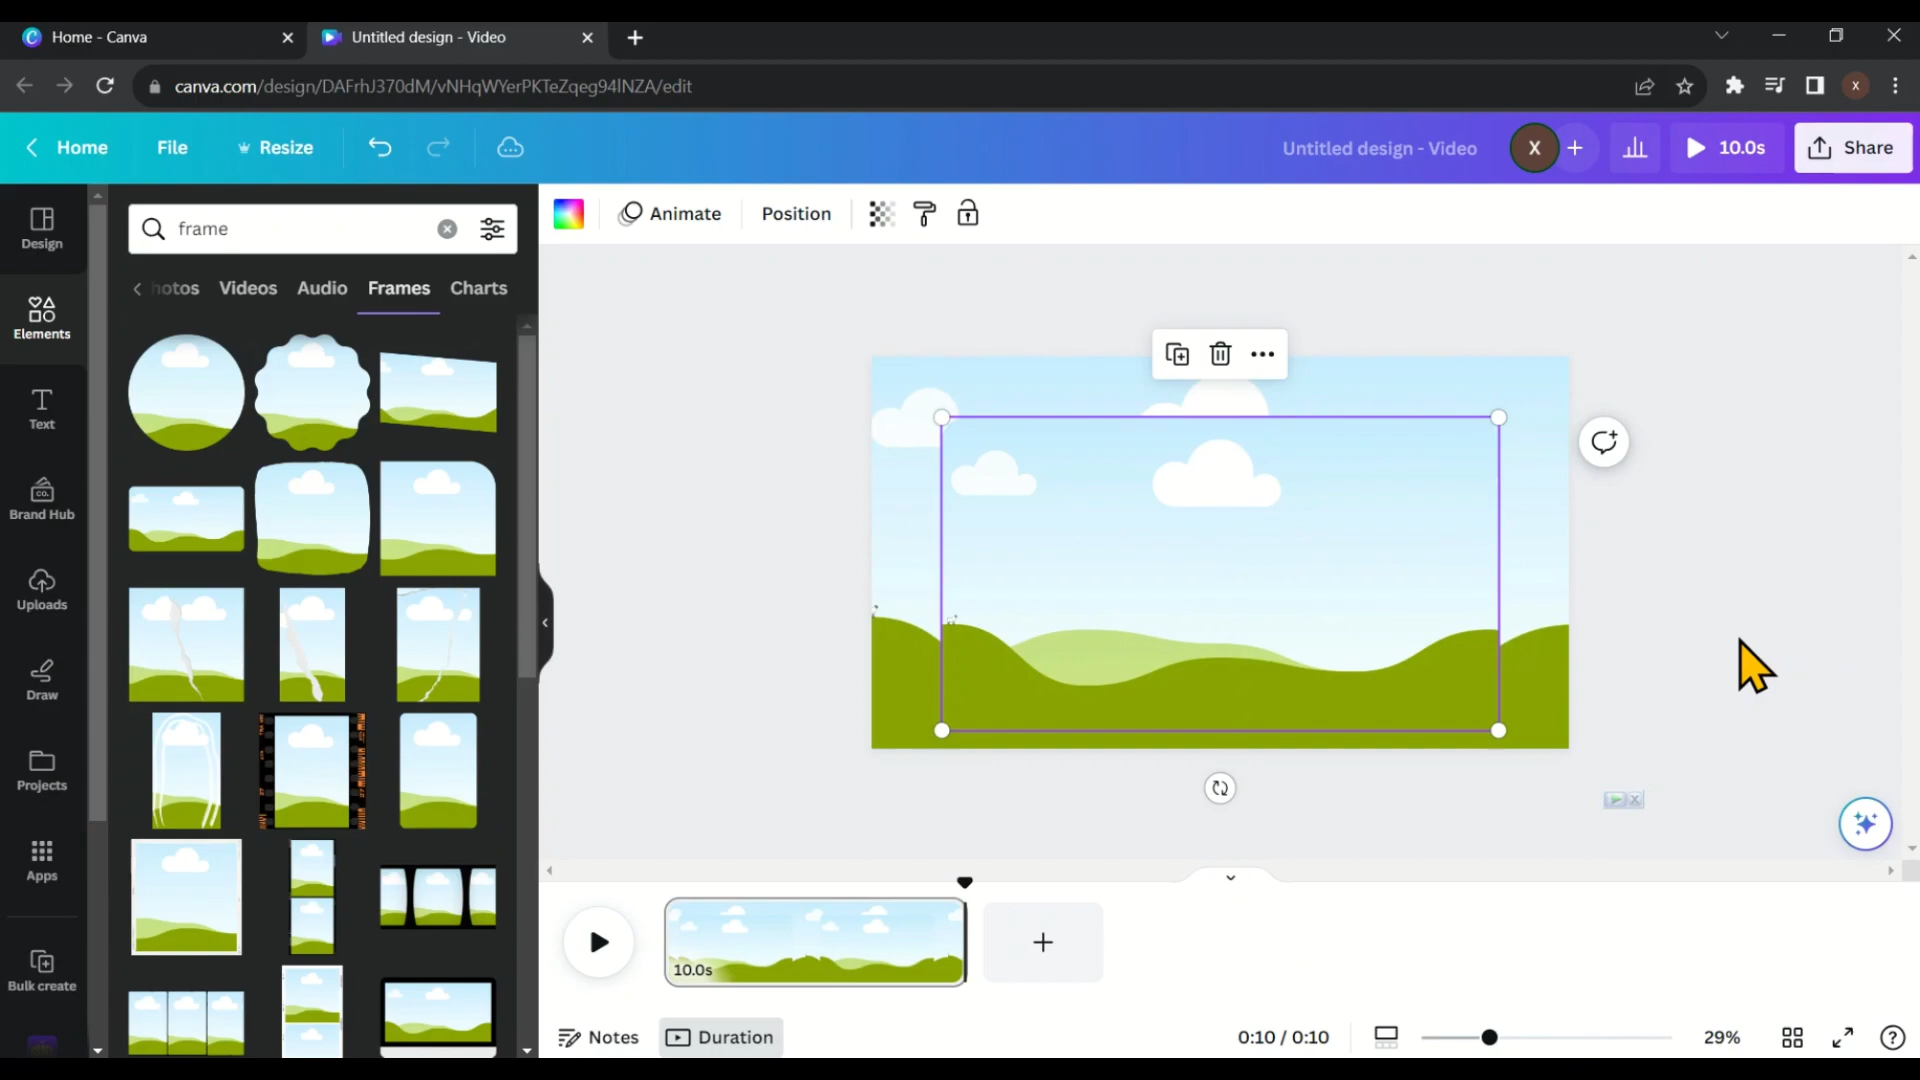 Home - Canva
Untitled design - Video
canva.com/design/DAFrhJ370dM/vNHqWYerPKTeZqeg94lNZA/edit
X
Home
File
Resize
Untitled design - Video
X
10.0s
Share
Design
Elements
Text
Brand Hub
CO.
Uploads
Draw
Projects
Apps
Bulk create
frame
hotos
Videos
Audio
Frames
Charts
Animate
Position
10.0s
Notes
Duration
0:10 / 0:10
29%